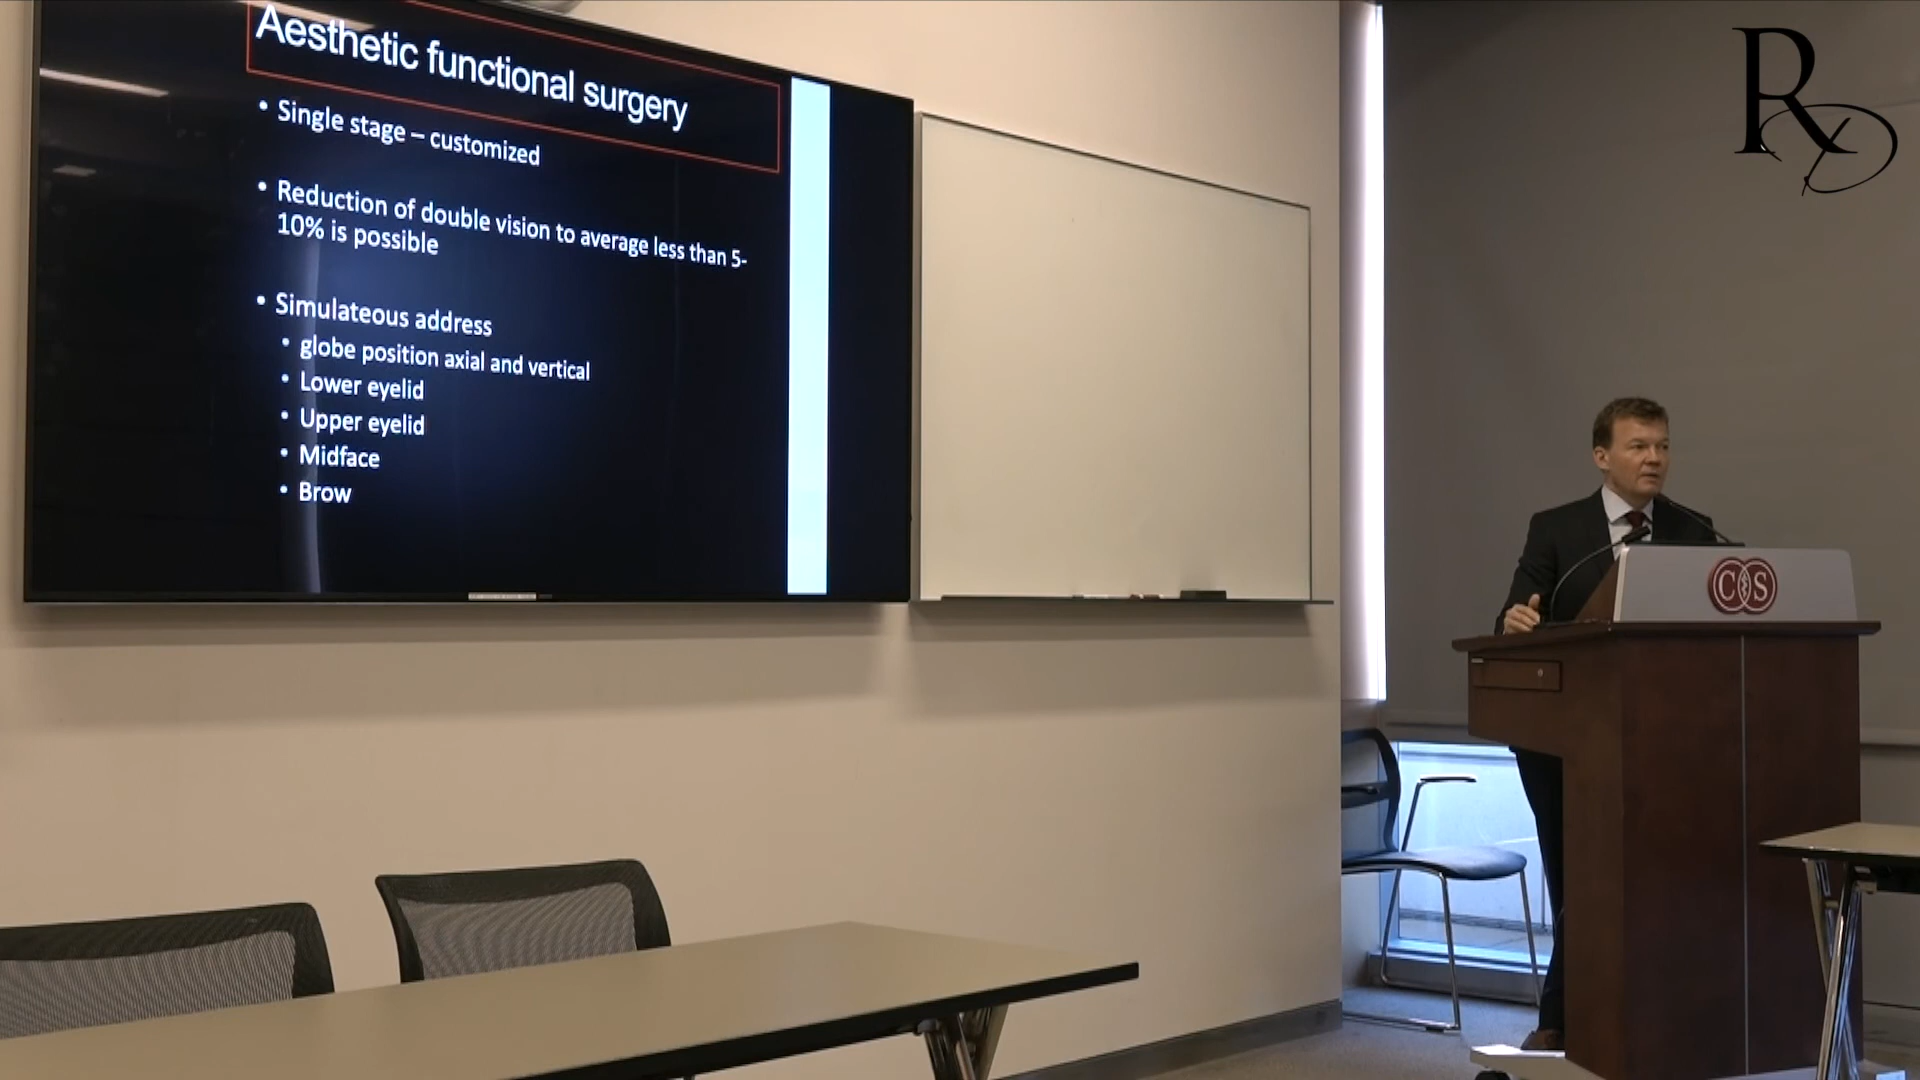 Aesthetic functional surgery
• Single stage – customized
• Reduction of double vision to average less than 5-
10% is possible
• Simulateous address
• globe position axial and vertical
• Lower eyelid
• Upper eyelid
• Midface
• Brow
RD
C S